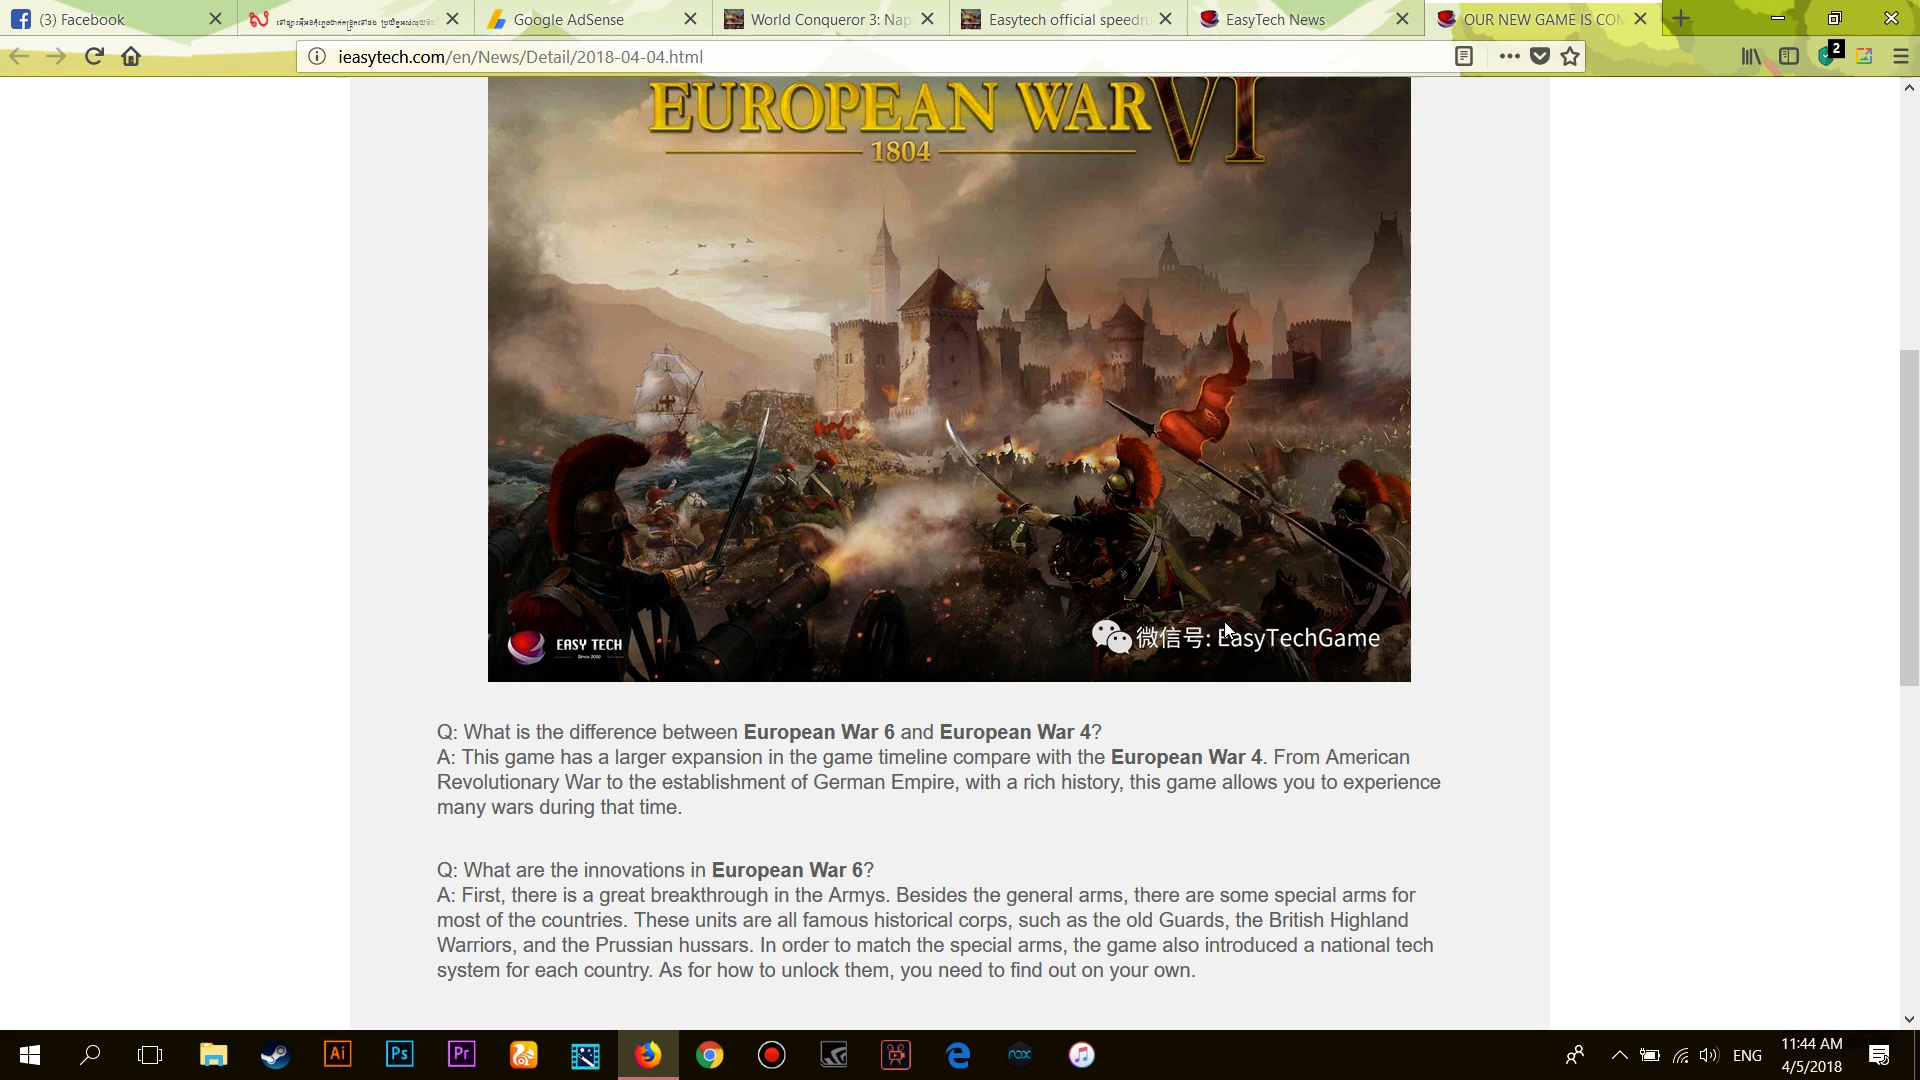 (3) Facebook
Google AdSense
World Conqueror 3: Nap
Easytech official speedru
EasyTech News
OUR NEW GAME IS COM
ieasytech.com/en/News/Detail/2018-04-04.html
2
EUROPEAN WAR VI
1804
EASY TECH
Since 2000
微信号: EasyTechGame
Q: What is the difference between European War 6 and European War 4?
A: This game has a larger expansion in the game timeline compare with the European War 4. From American
Revolutionary War to the establishment of German Empire, with a rich history, this game allows you to experience
many wars during that time.
Q: What are the innovations in European War 6?
A: First, there is a great breakthrough in the Armys. Besides the general arms, there are some special arms for
most of the countries. These units are all famous historical corps, such as the old Guards, the British Highland
Warriors, and the Prussian hussars. In order to match the special arms, the game also introduced a national tech
system for each country. As for how to unlock them, you need to find out on your own.
Ai
Ps
Pr
nox
ENG
11:44 AM
4/5/2018